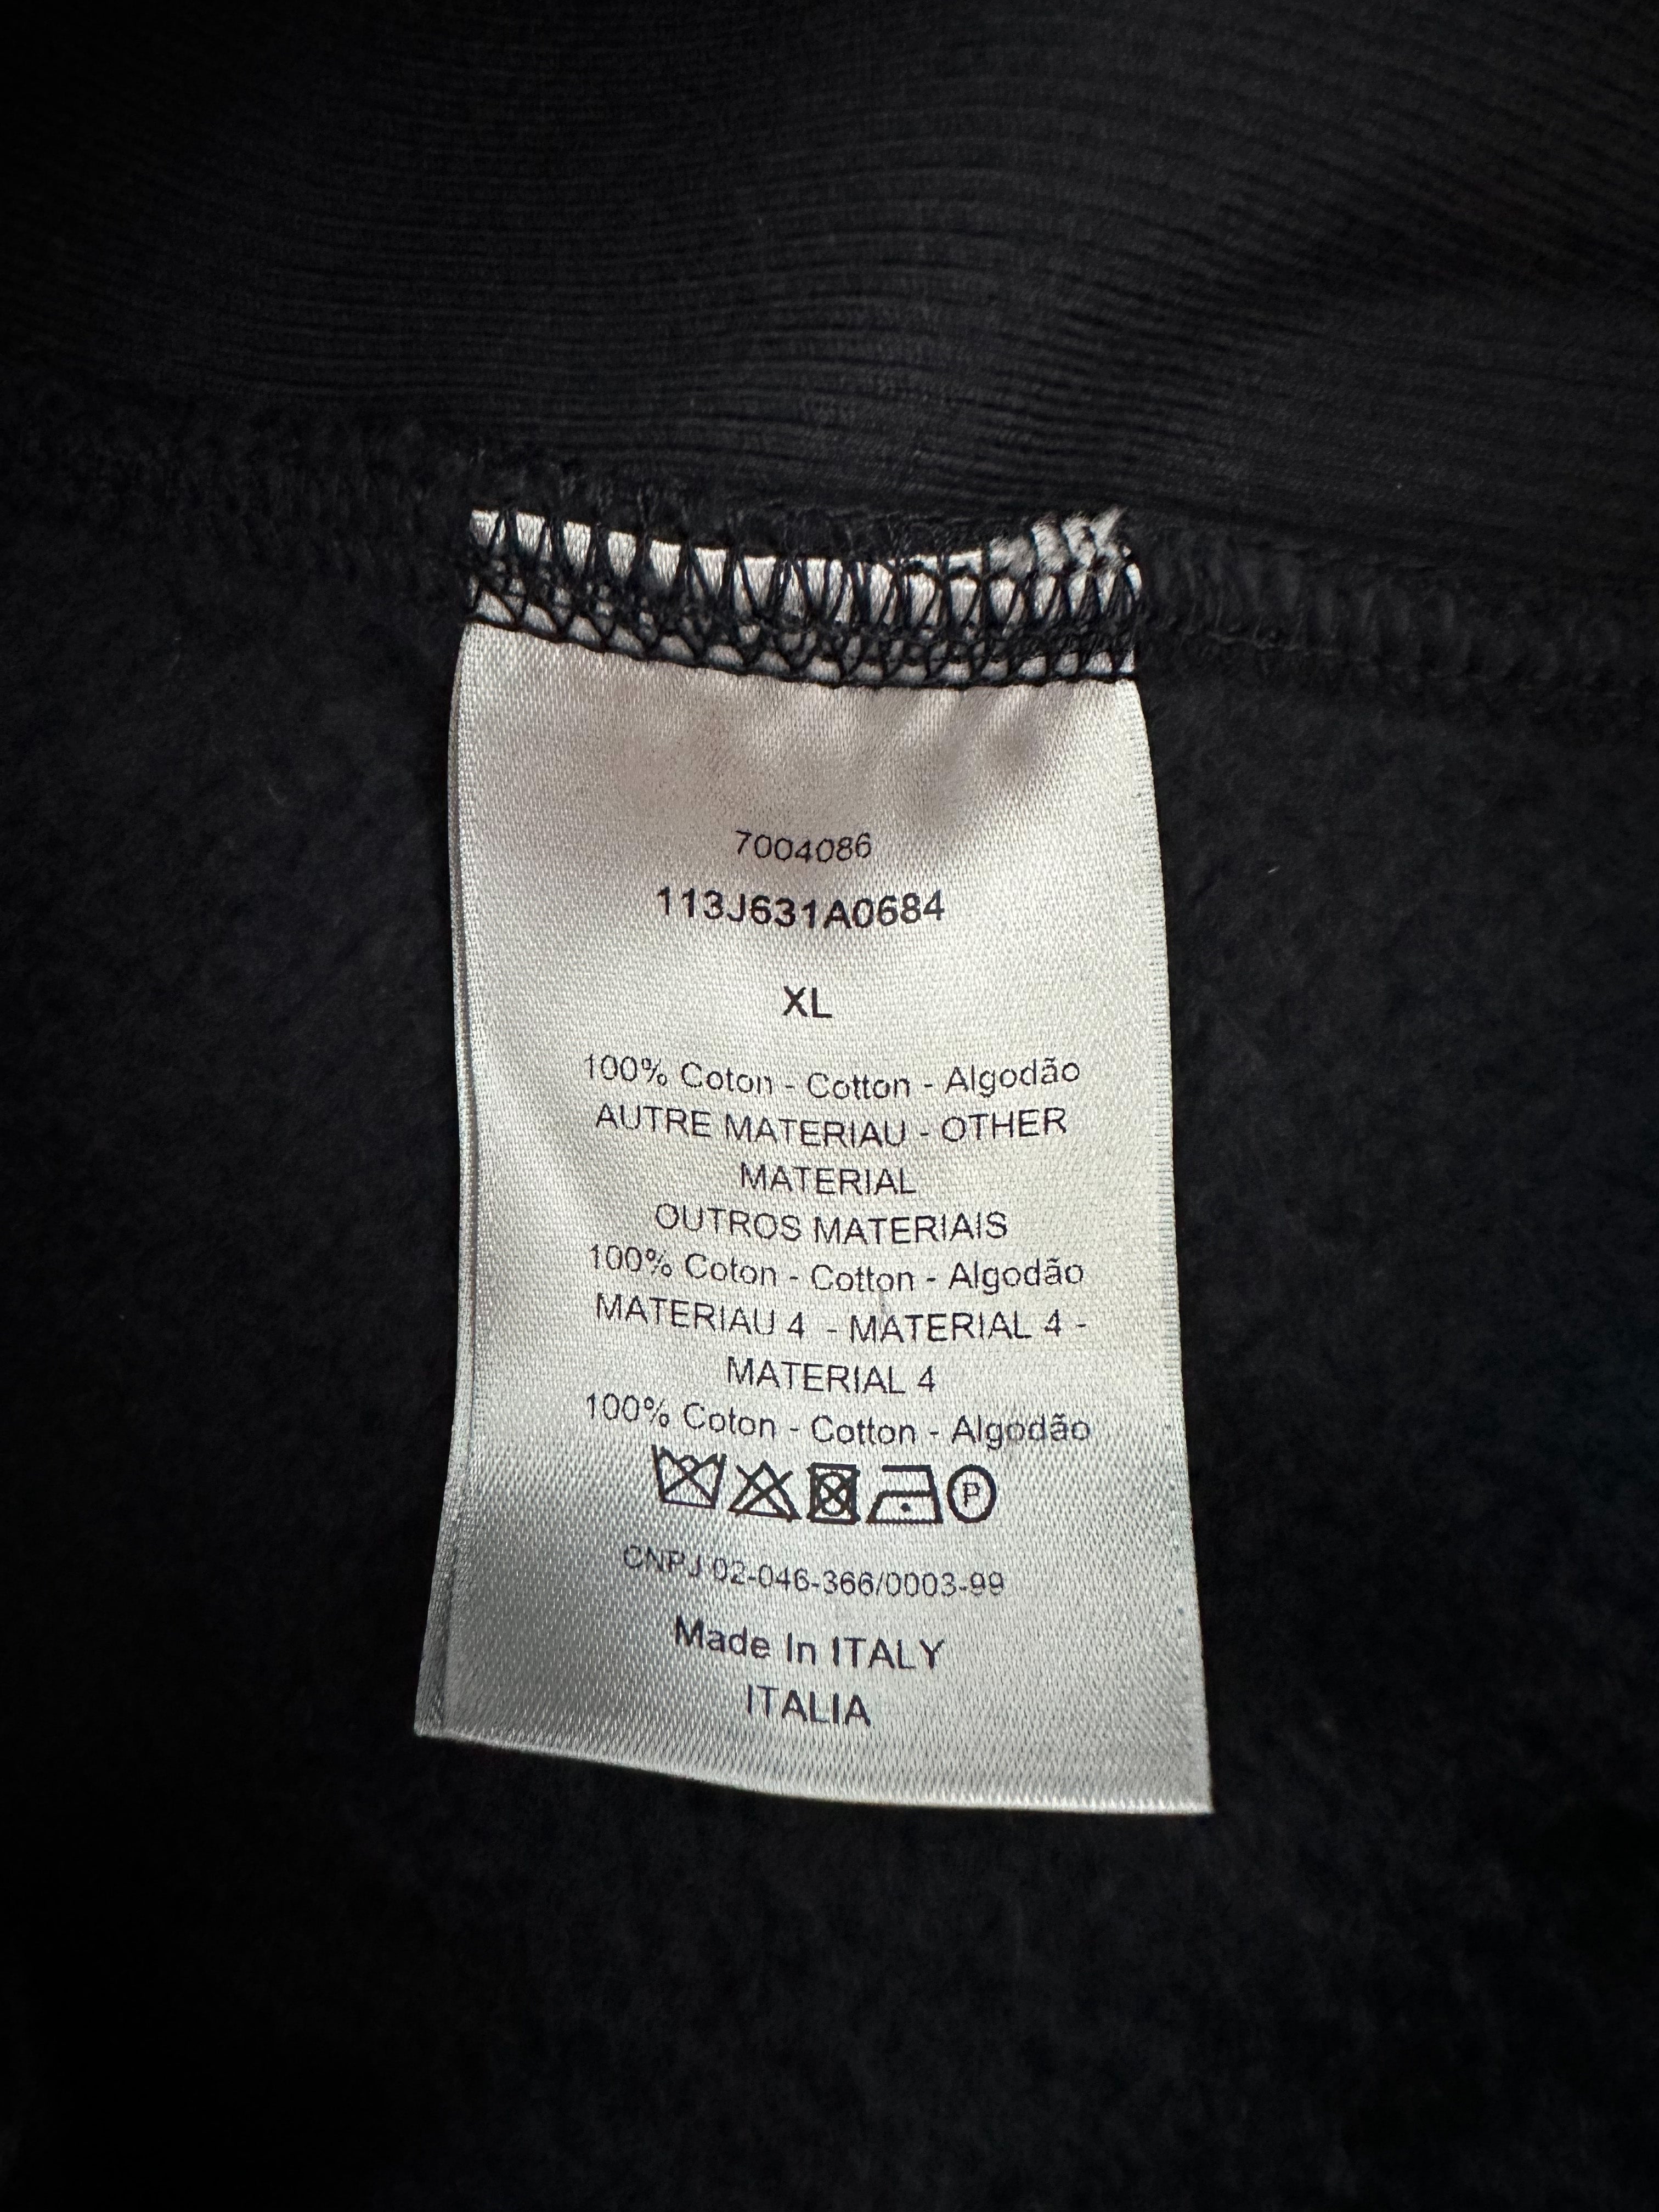 7004086
113J631A0684
XL
100% Coton - Cotton - Algodão
AUTRE MATERIAU - OTHER
MATERIAL
OUTROS MATERIAIS
100% Coton - Cotton - Algodão
MATERIAU 4 - MATERIAL 4 -
MATERIAL 4
100% Coton - Cotton - Algodão
P
CNPJ 02-046-366/0003-99
Made In ITALY
ITALIA